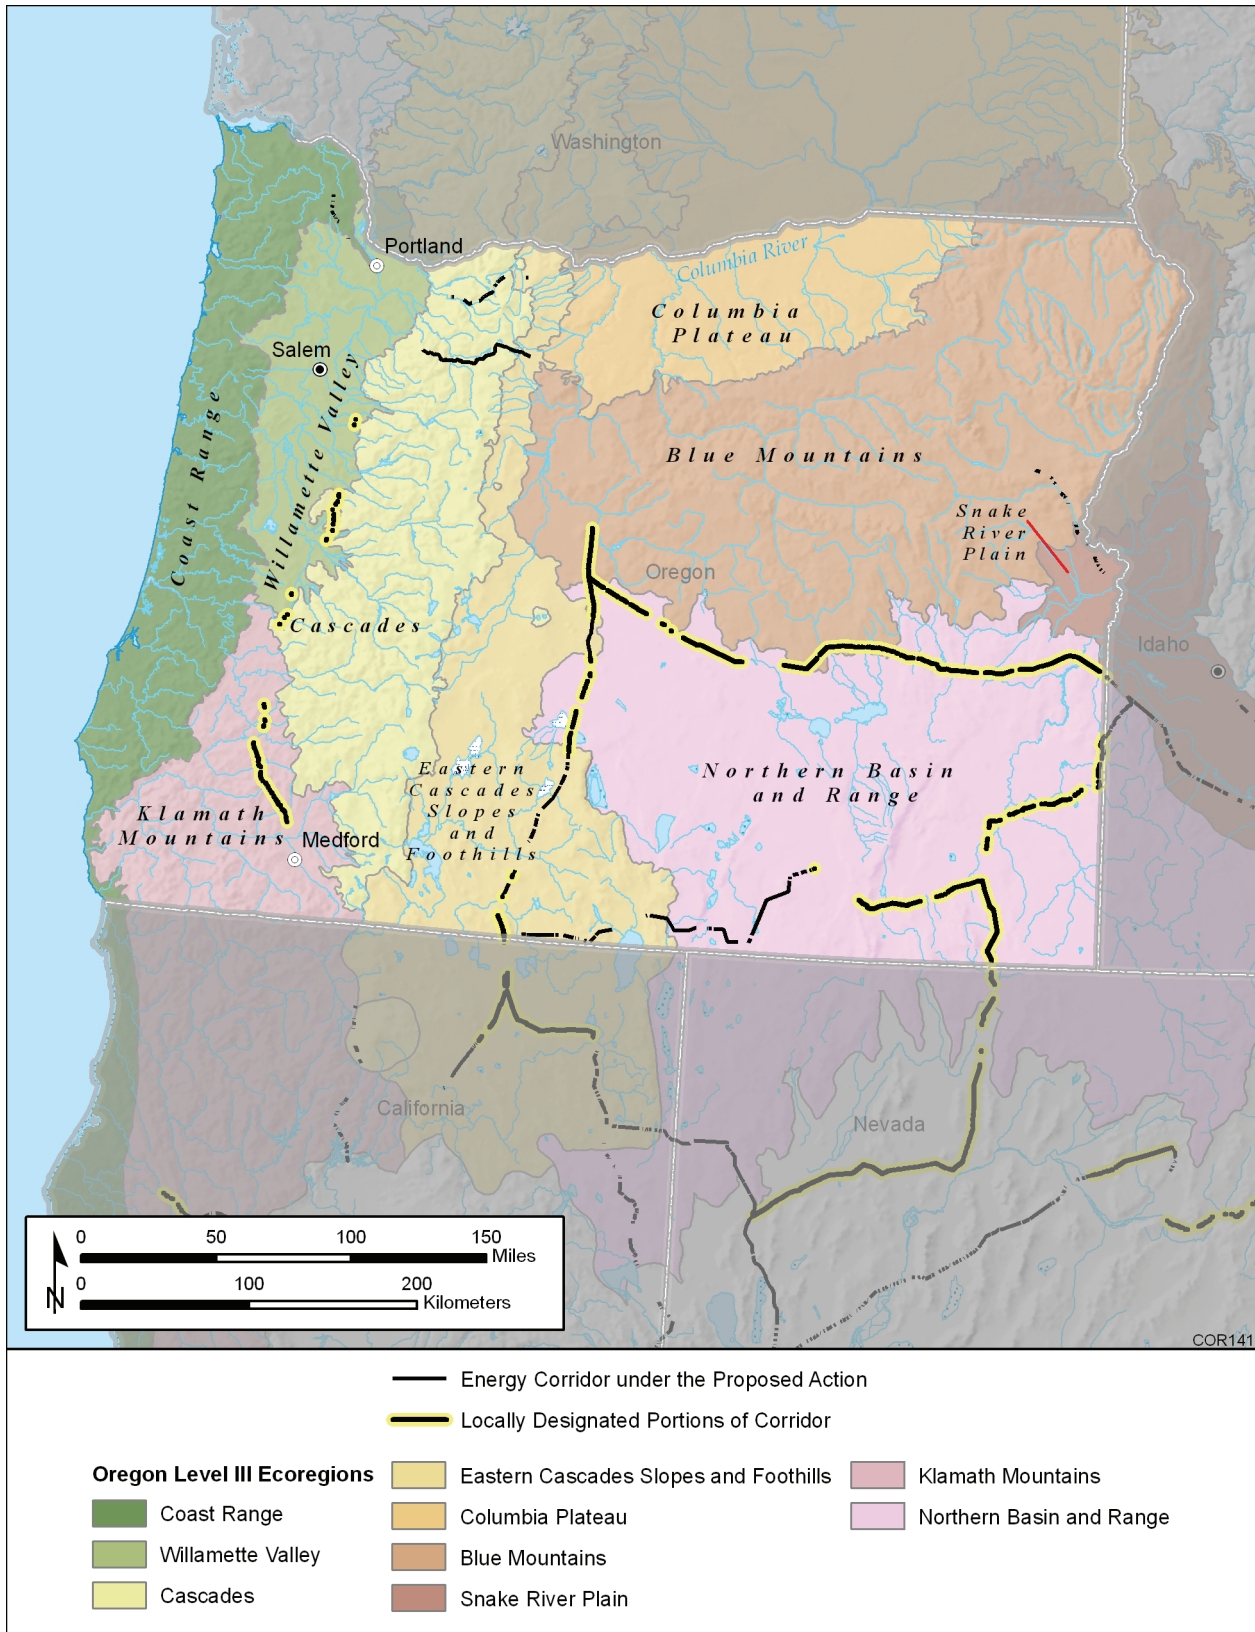 Washington
Portland
Columbia River
Columbia
Plateau
Salem
Coast Range
Willamette Valley
Blue Mountains
Snake
River
Plain
Oregon
Cascades
Idaho
Eastern
Cascades
Slopes
and
Foothills
Northern Basin
and Range
Klamath
Mountains
Medford
California
Nevada
0 50 100 150
Miles
0 100 200
Kilometers
N
COR141
Energy Corridor under the Proposed Action
Locally Designated Portions of Corridor
Oregon Level III Ecoregions
Coast Range
Willamette Valley
Cascades
Eastern Cascades Slopes and Foothills
Columbia Plateau
Blue Mountains
Snake River Plain
Klamath Mountains
Northern Basin and Range